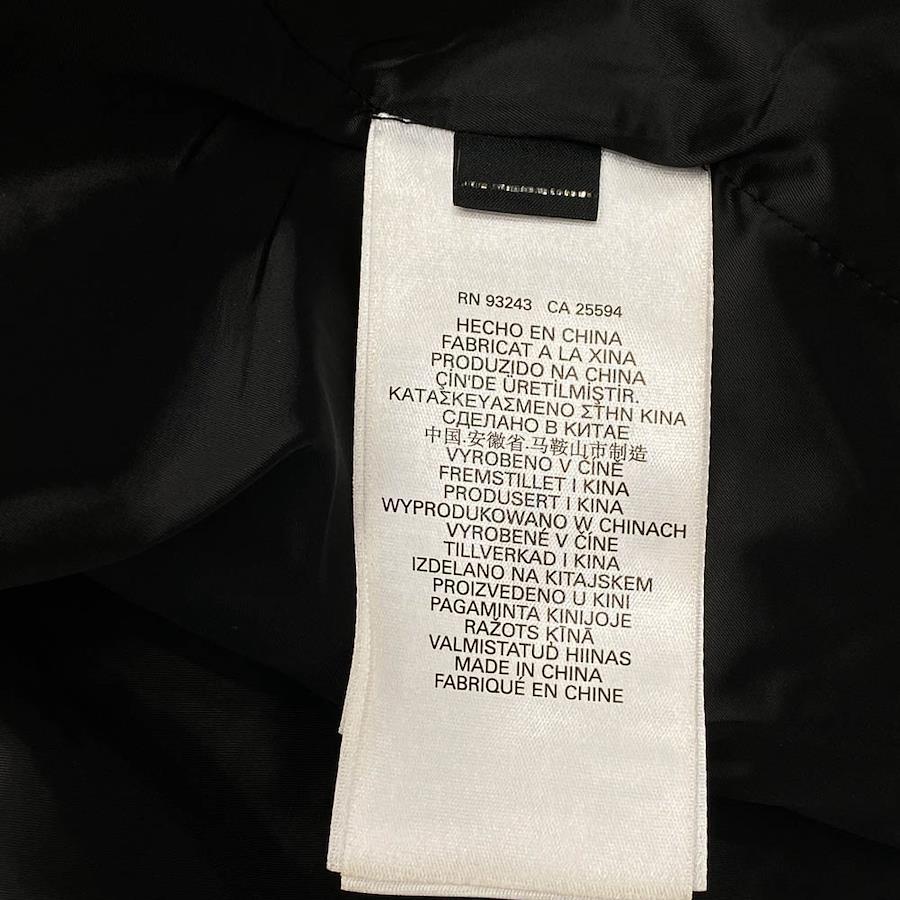 RN 93243 CA 25594
HECHO EN CHINA
FABRICAT A LA XINA
PRODUZIDO NA CHINA
ÇİN'DE ÜRETİLMİŞTİR.
ΚΑΤΑΣΚΕΥΑΣΜΕΝΟ ΣΤΗΝ ΚΙΝΑ
СДЕЛАНО В КИТАЕ
中国.安徽省.马鞍山市制造
VYROBENO V ČÍNĚ
FREMSTILLET I KINA
PRODUSERT I KINA
WYPRODUKOWANO W CHINACH
VYROBENÉ V ČÍNE
TILLVERKAD I KINA
IZDELANO NA KITAJSKEM
PROIZVEDENO U KINI
PAGAMINTA KINIJOJE
RAŽOTS ĶĪNĀ
VALMISTATUD HIINAS
MADE IN CHINA
FABRIQUÉ EN CHINE